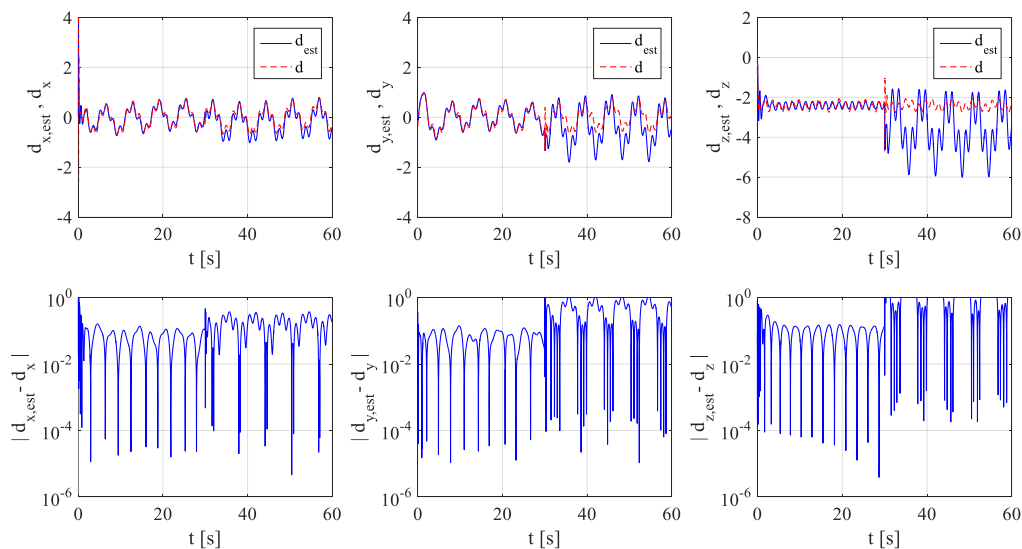 4
2
0
-2
-4
0
20
40
60
t [s]
d_x,est , d_x
d_est
d
4
2
0
-2
-4
0
20
40
60
t [s]
d_y,est , d_y
d_est
d
2
0
-2
-4
-6
-8
0
20
40
60
t [s]
d_z,est , d_z
d_est
d
10^0
10^-2
10^-4
10^-6
0
20
40
60
t [s]
| d_x,est - d_x |
10^0
10^-2
10^-4
10^-6
0
20
40
60
t [s]
| d_y,est - d_y |
10^0
10^-2
10^-4
10^-6
0
20
40
60
t [s]
| d_z,est - d_z |